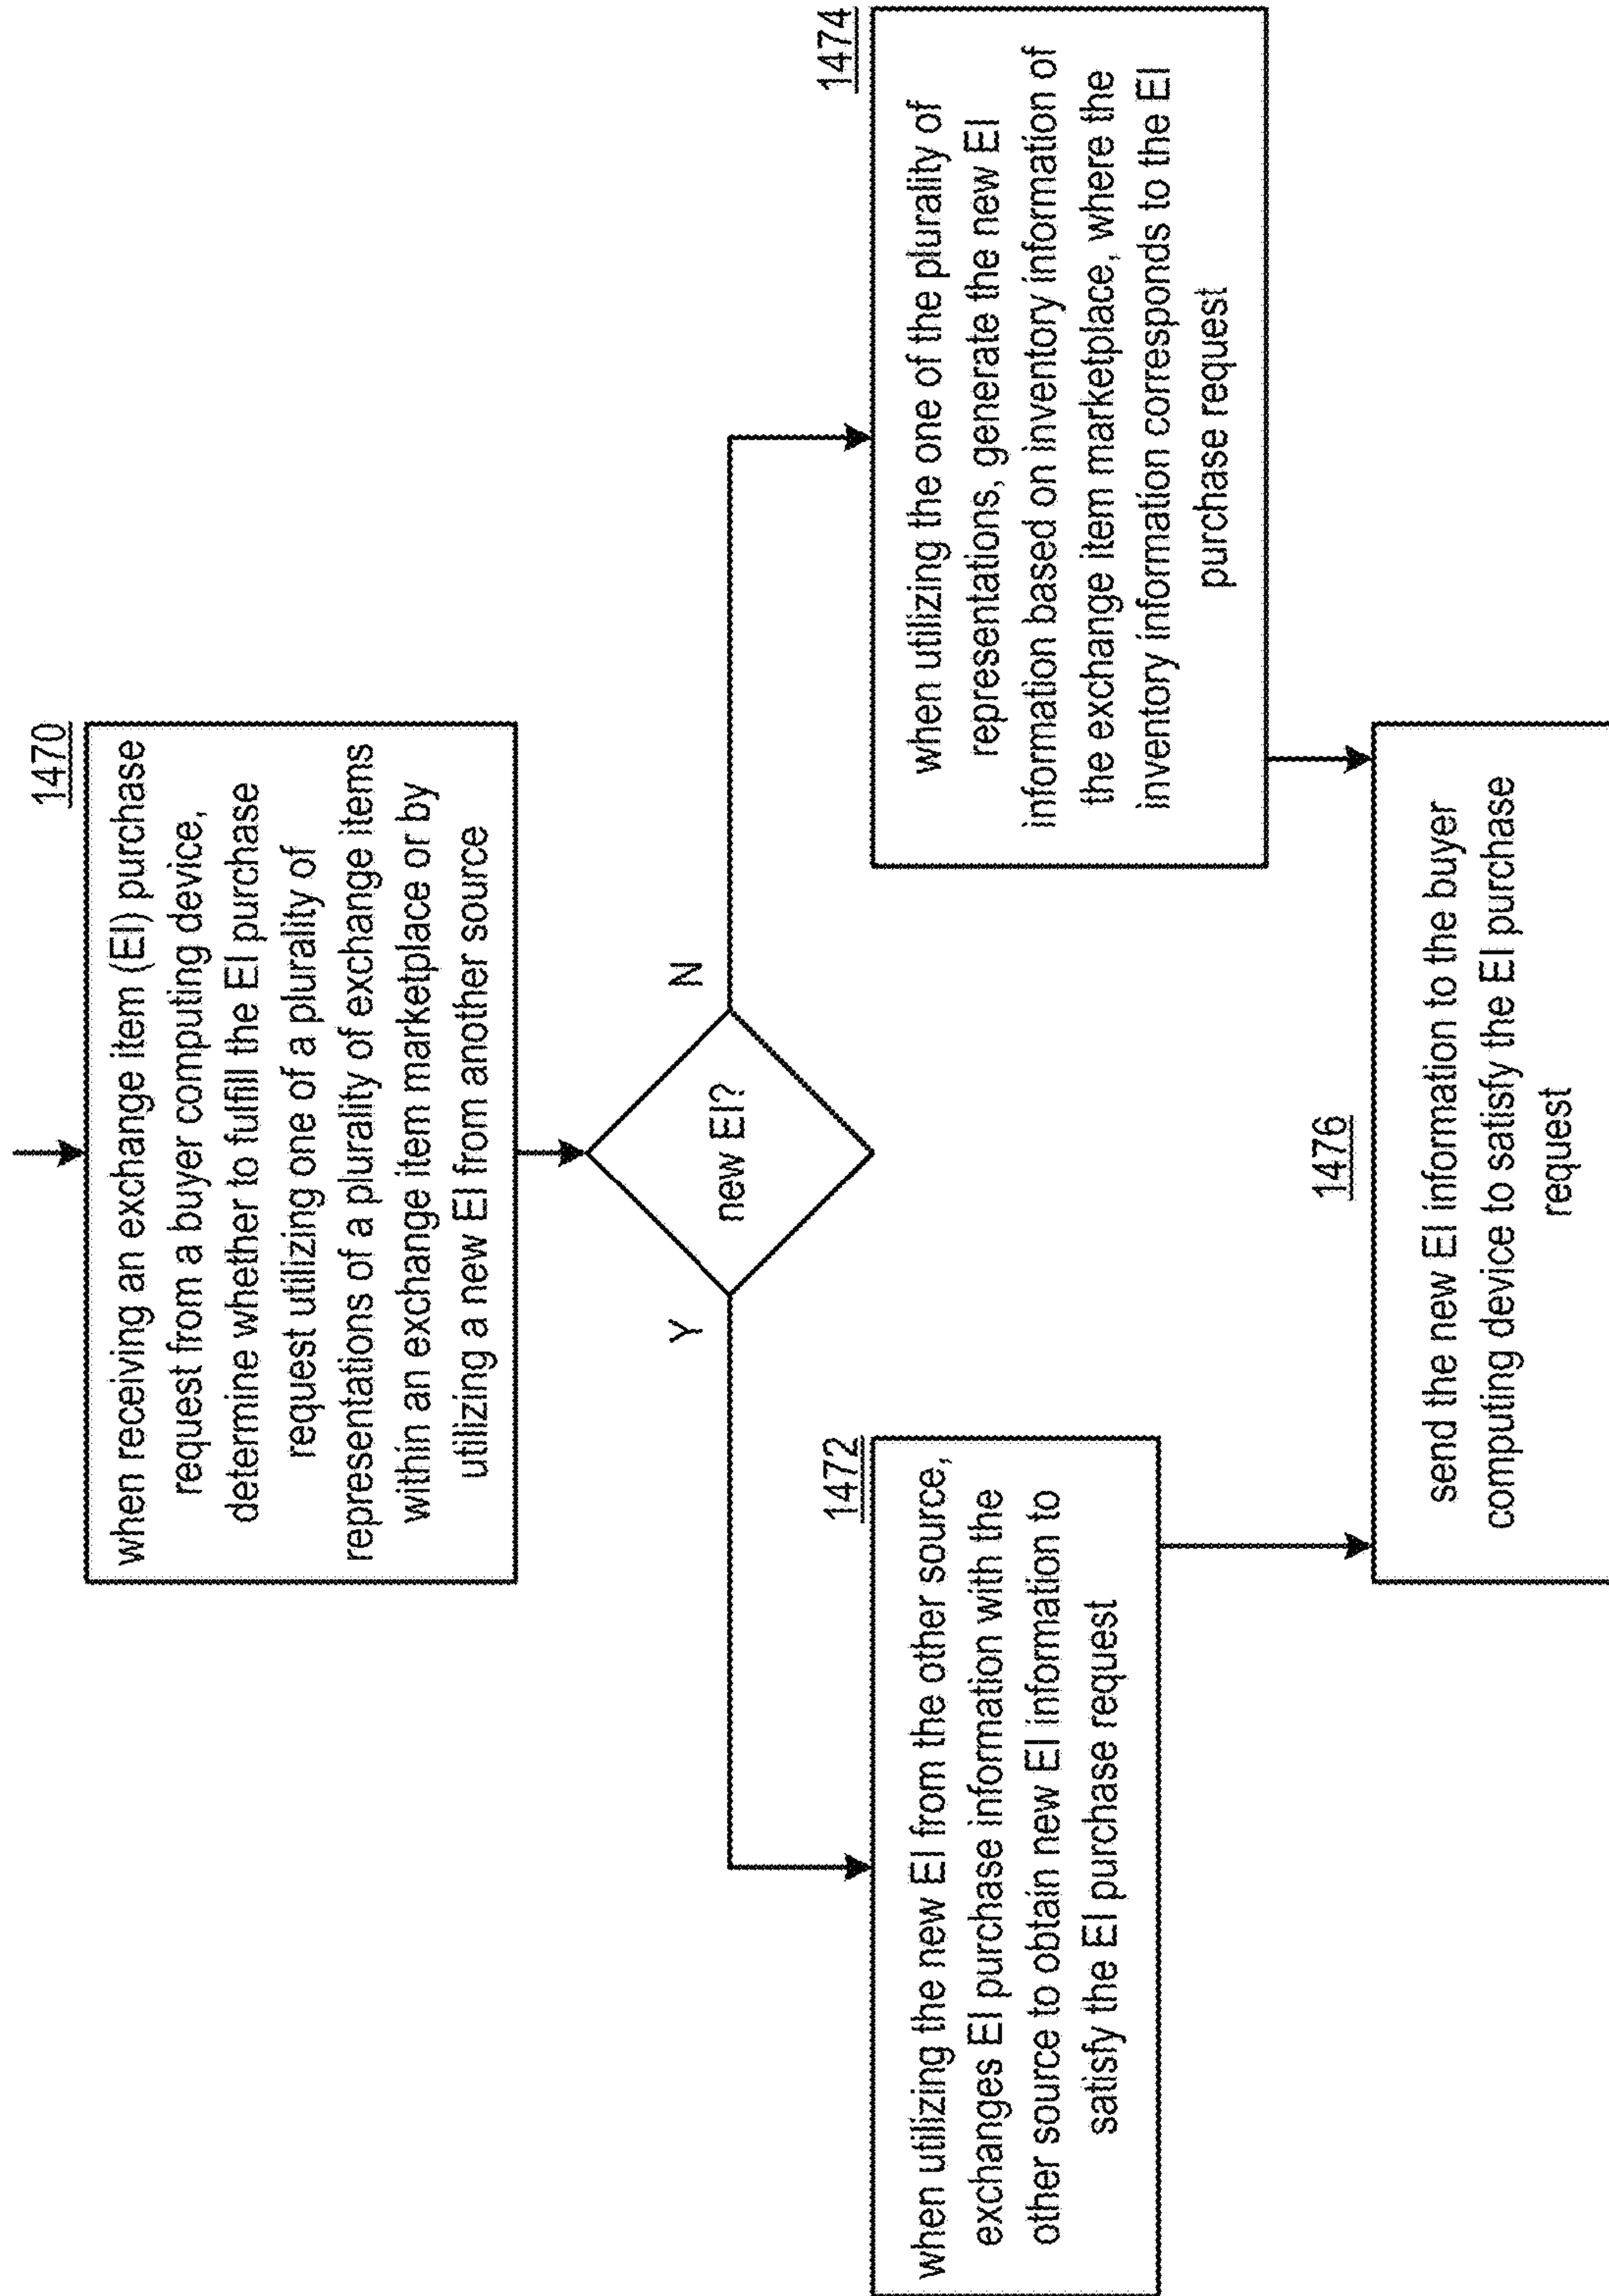 1470
when receiving an exchange item (EI) purchase
request from a buyer computing device,
determine whether to fulfill the EI purchase
request utilizing one of a plurality of
representations of a plurality of exchange items
within an exchange item marketplace or by
utilizing a new EI from another source
new EI?
Y
N
1472
when utilizing the new EI from the other source,
exchanges EI purchase information with the
other source to obtain new EI information to
satisfy the EI purchase request
1474
when utilizing the one of the plurality of
representations, generate the new EI
information based on inventory information of
the exchange item marketplace, where the
inventory information corresponds to the EI
purchase request
1476
send the new EI information to the buyer
computing device to satisfy the EI purchase
request